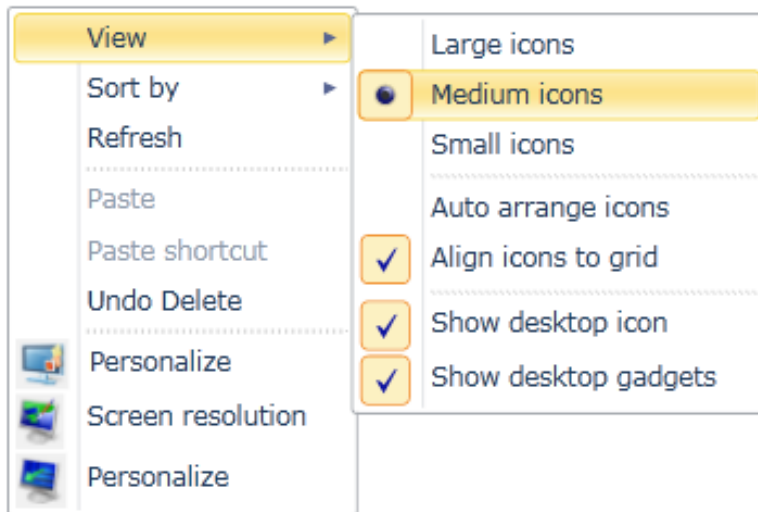 View
Sort by
Refresh
Paste
Paste shortcut
Undo Delete
Personalize
Screen resolution
Personalize
Large icons
Medium icons
Small icons
Auto arrange icons
Align icons to grid
Show desktop icon
Show desktop gadgets